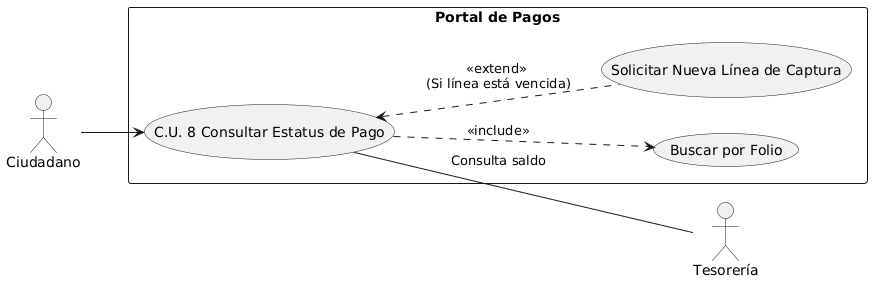 Portal de Pagos
«extend»
(Si línea está vencida)
Solicitar Nueva Línea de Captura
Ciudadano
C.U. 8 Consultar Estatus de Pago
«include»
Buscar por Folio
Consulta saldo
Tesorería